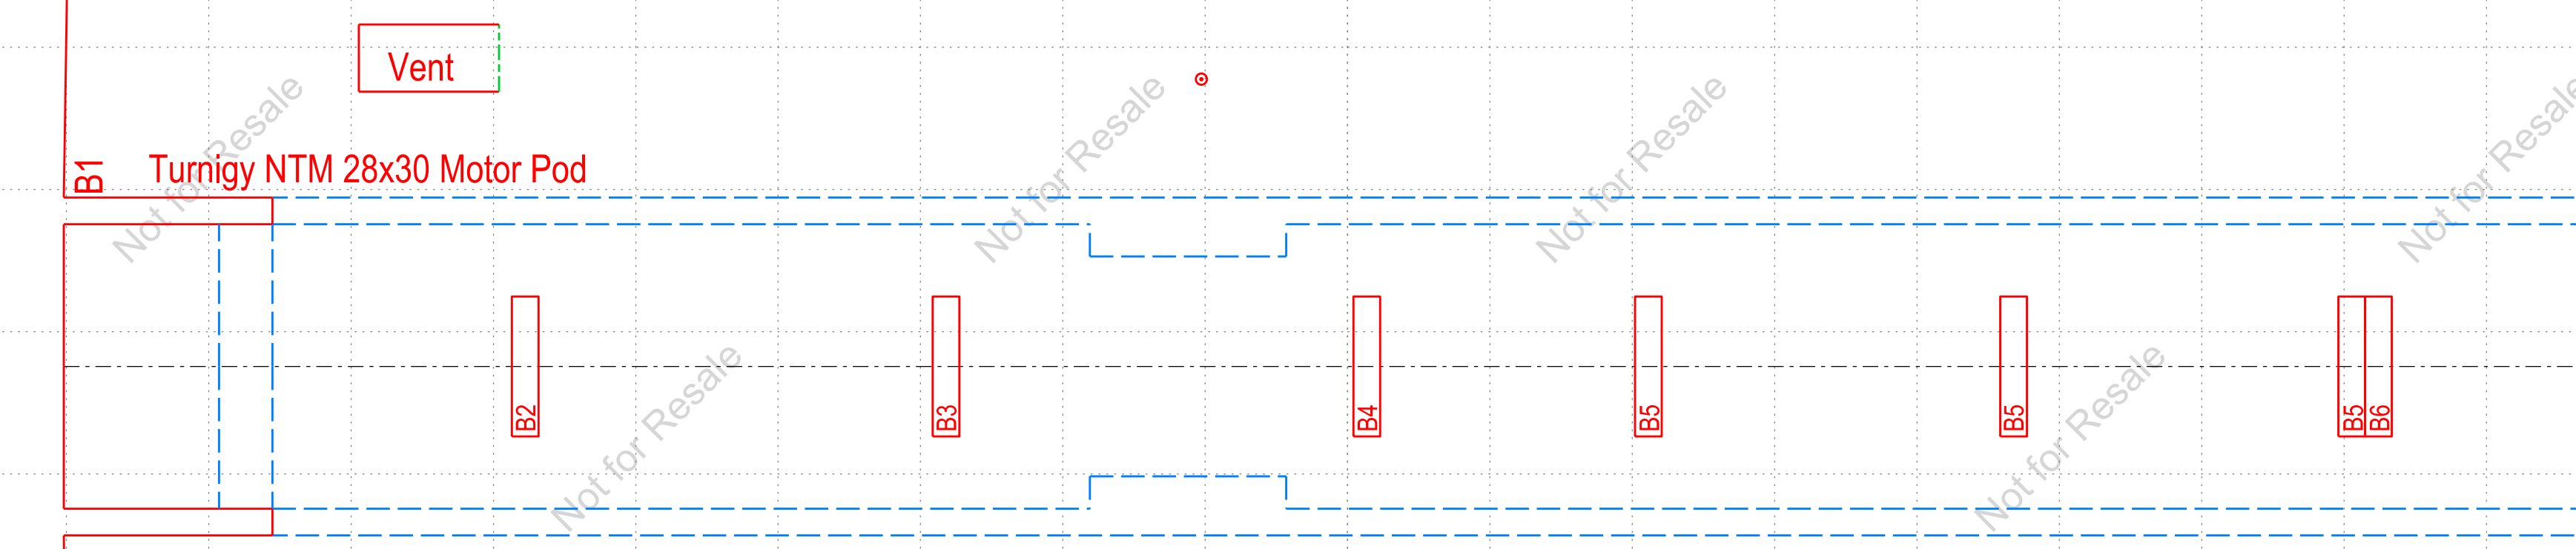 Vent
B1
Turnigy NTM 28x30 Motor Pod
Not for Resale
Not for Resale
Not for Resale
Not for Resale
B2
B3
B4
B5
B5
B5
B6
Not for Resale
Not for Resale